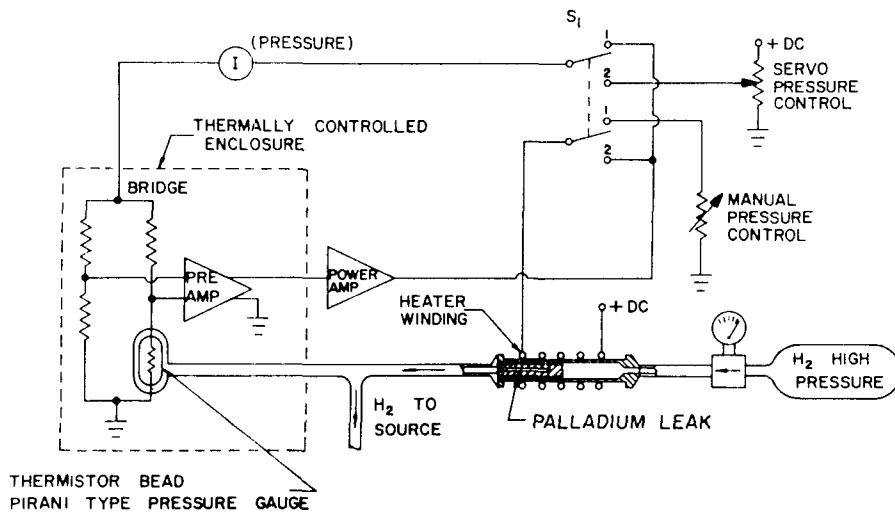 S1
(PRESSURE)
I
1
2
1
2
+ DC
SERVO
PRESSURE
CONTROL
THERMALLY CONTROLLED
ENCLOSURE
BRIDGE
MANUAL
PRESSURE
CONTROL
PRE
AMP
POWER
AMP
HEATER
WINDING
+ DC
H2 HIGH
PRESSURE
H2 TO
SOURCE
PALLADIUM LEAK
THERMISTOR BEAD
PIRANI TYPE PRESSURE GAUGE